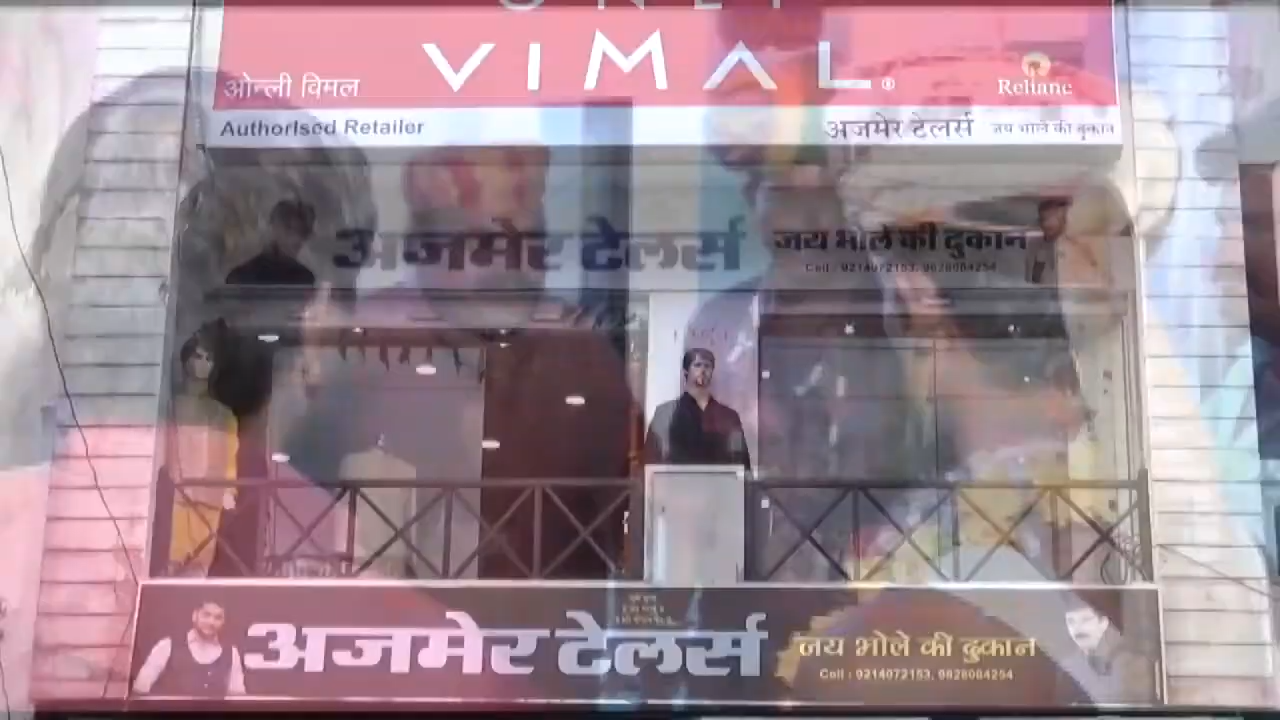 VIMAL®
ओन्ली विमल
Reliance
Authorised Retailer
अजमेर टेलर्स
जय भोले की दुकान
अजमेर टेलर्स
जय भोले की दुकान
Call : 9214072153, 9828084254
अजमेर टेलर्स
जय भोले की दुकान
Call : 9214072153, 9828084254